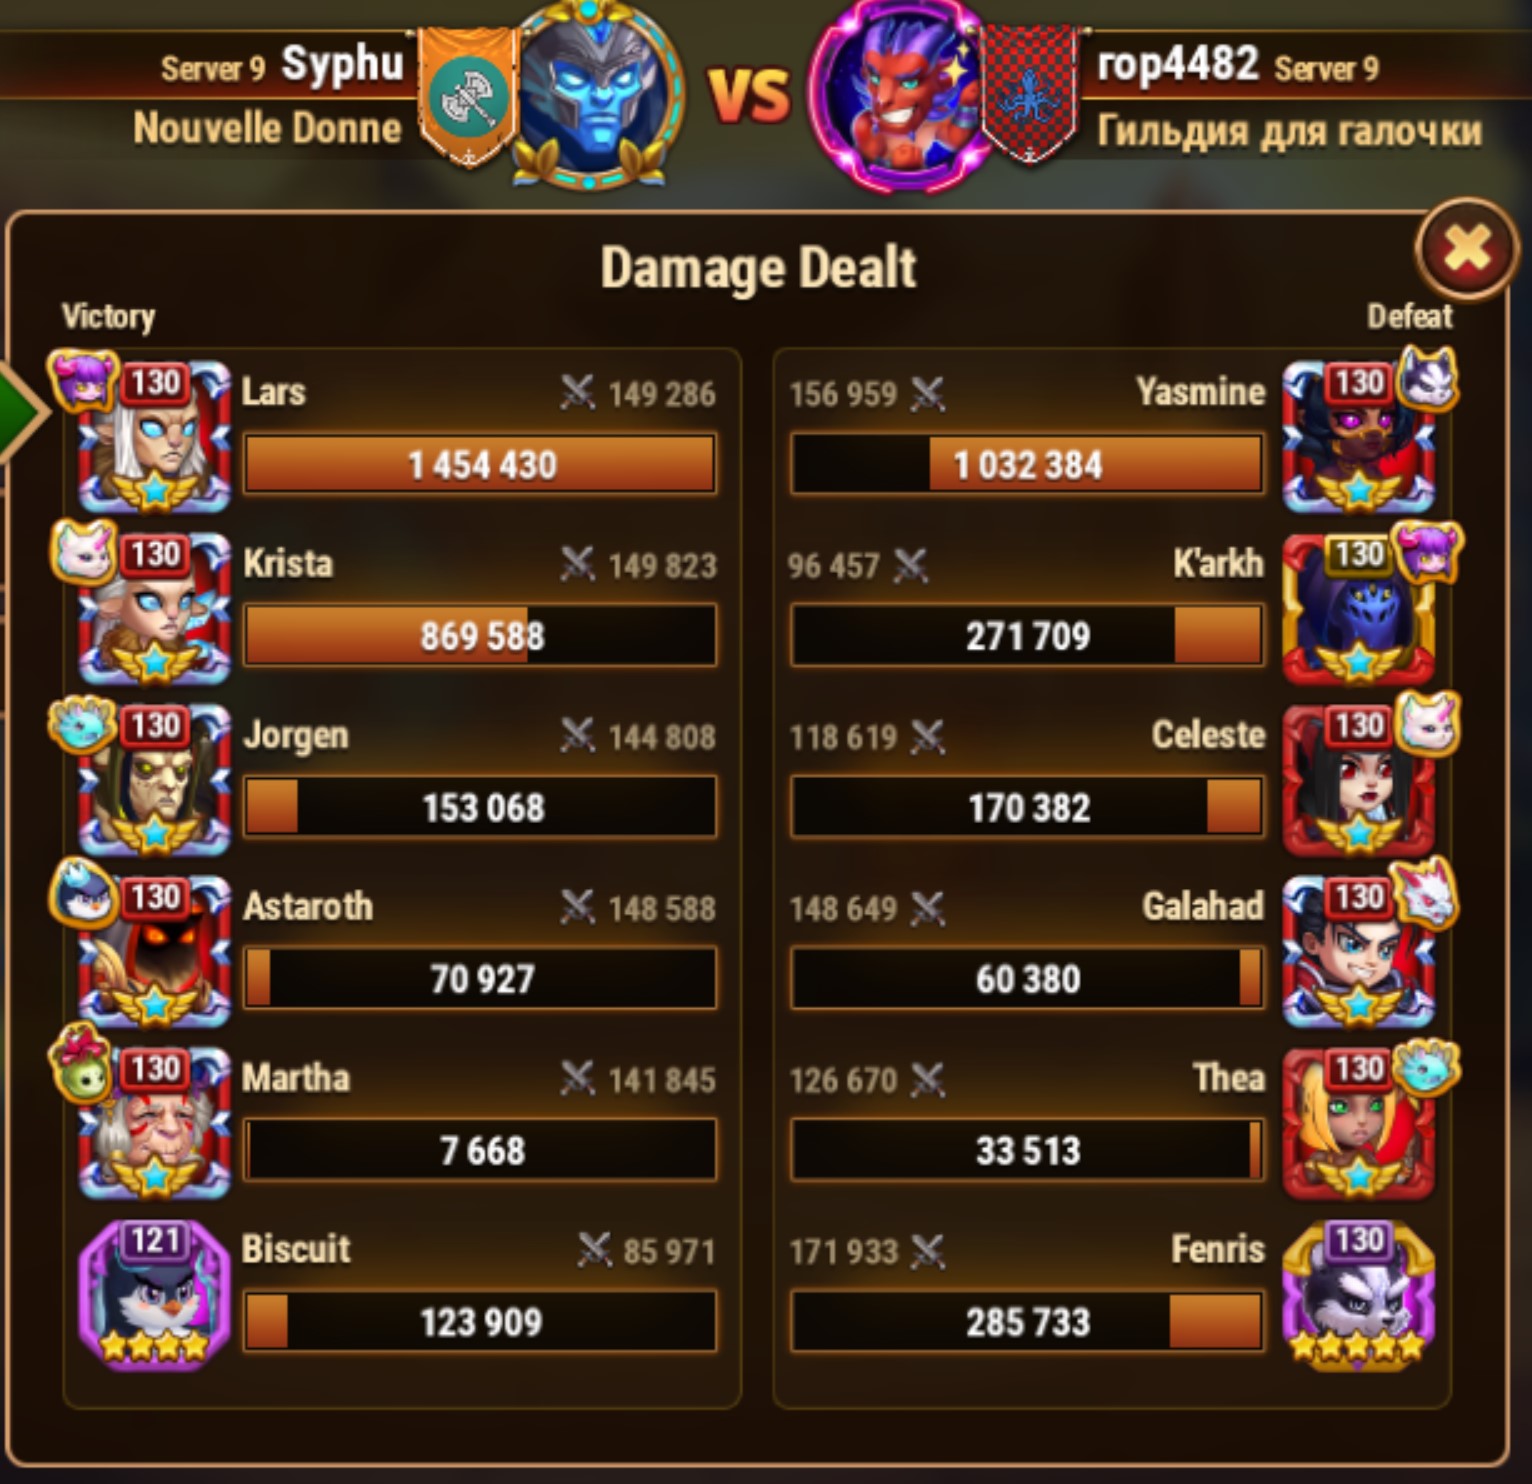 Server 9 Syphu
Nouvelle Donne
VS
rop4482 Server 9
Гильдия для галочки
Damage Dealt
Victory
Defeat
130 Lars 149 286
1 454 430
130 Krista 149 823
869 588
130 Jorgen 144 808
153 068
130 Astaroth 148 588
70 927
130 Martha 141 845
7 668
121 Biscuit 85 971
123 909
156 959 Yasmine 130
1 032 384
96 457 K'arkh 130
271 709
118 619 Celeste 130
170 382
148 649 Galahad 130
60 380
126 670 Thea 130
33 513
171 933 Fenris 130
285 733